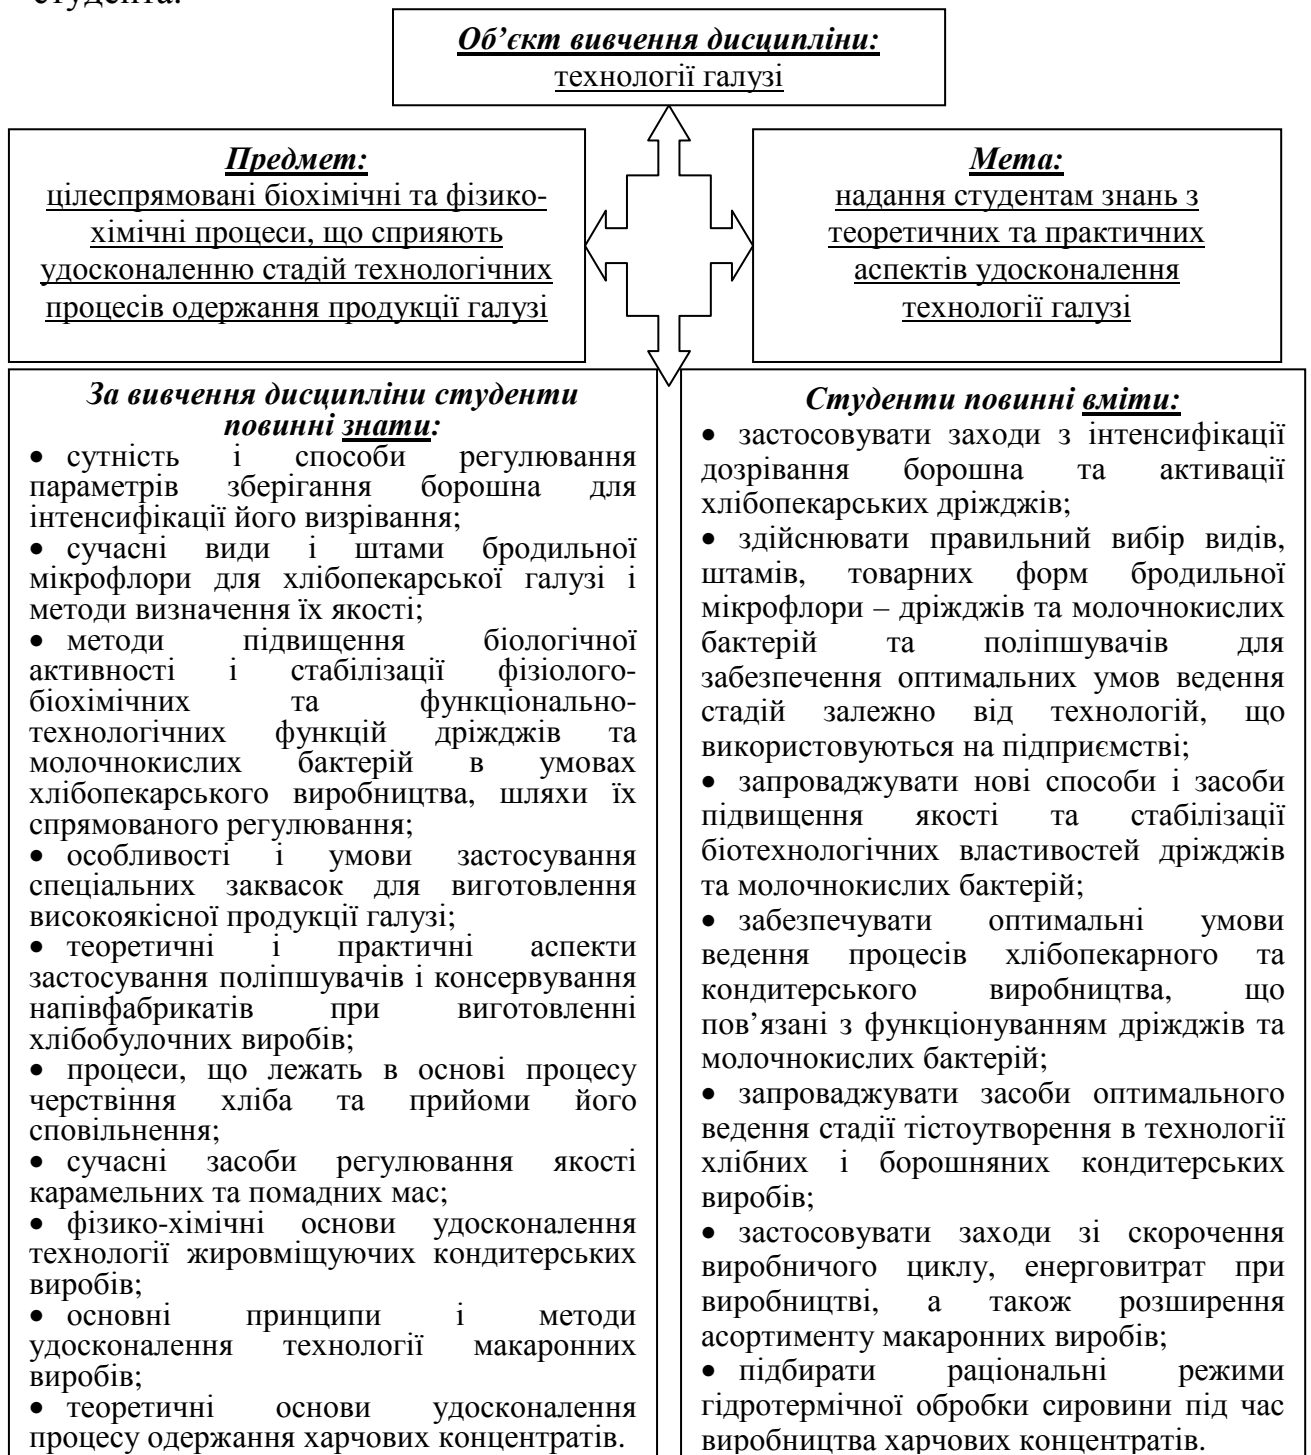 студента.
Об’єкт вивчення дисципліни:
технології галузі
Предмет:
цілеспрямовані біохімічні та фізико-
хімічні процеси, що сприяють
удосконаленню стадій технологічних
процесів одержання продукції галузі
Мета:
надання студентам знань з
теоретичних та практичних
аспектів удосконалення
технології галузі
За вивчення дисципліни студенти
повинні знати:
• сутність і способи регулювання
параметрів зберігання борошна для
інтенсифікації його визрівання;
• сучасні види і штами бродильної
мікрофлори для хлібопекарської галузі і
методи визначення їх якості;
• методи підвищення біологічної
активності і стабілізації фізіолого-
біохімічних та функціонально-
технологічних функцій дріжджів та
молочнокислих бактерій в умовах
хлібопекарського виробництва, шляхи їх
спрямованого регулювання;
• особливості і умови застосування
спеціальних заквасок для виготовлення
високоякісної продукції галузі;
• теоретичні і практичні аспекти
застосування поліпшувачів і консервування
напівфабрикатів при виготовленні
хлібобулочних виробів;
• процеси, що лежать в основі процесу
черствіння хліба та прийоми його
сповільнення;
• сучасні засоби регулювання якості
карамельних та помадних мас;
• фізико-хімічні основи удосконалення
технології жировміщуючих кондитерських
виробів;
• основні принципи і методи
удосконалення технології макаронних
виробів;
• теоретичні основи удосконалення
процесу одержання харчових концентратів.
Студенти повинні вміти:
• застосовувати заходи з інтенсифікації
дозрівання борошна та активації
хлібопекарських дріжджів;
• здійснювати правильний вибір видів,
штамів, товарних форм бродильної
мікрофлори – дріжджів та молочнокислих
бактерій та поліпшувачів для
забезпечення оптимальних умов ведення
стадій залежно від технологій, що
використовуються на підприємстві;
• запроваджувати нові способи і засоби
підвищення якості та стабілізації
біотехнологічних властивостей дріжджів
та молочнокислих бактерій;
• забезпечувати оптимальні умови
ведення процесів хлібопекарного та
кондитерського виробництва, що
пов’язані з функціонуванням дріжджів та
молочнокислих бактерій;
• запроваджувати засоби оптимального
ведення стадії тістоутворення в технології
хлібних і борошняних кондитерських
виробів;
• застосовувати заходи зі скорочення
виробничого циклу, енерговитрат при
виробництві, а також розширення
асортименту макаронних виробів;
• підбирати раціональні режими
гідротермічної обробки сировини під час
виробництва харчових концентратів.